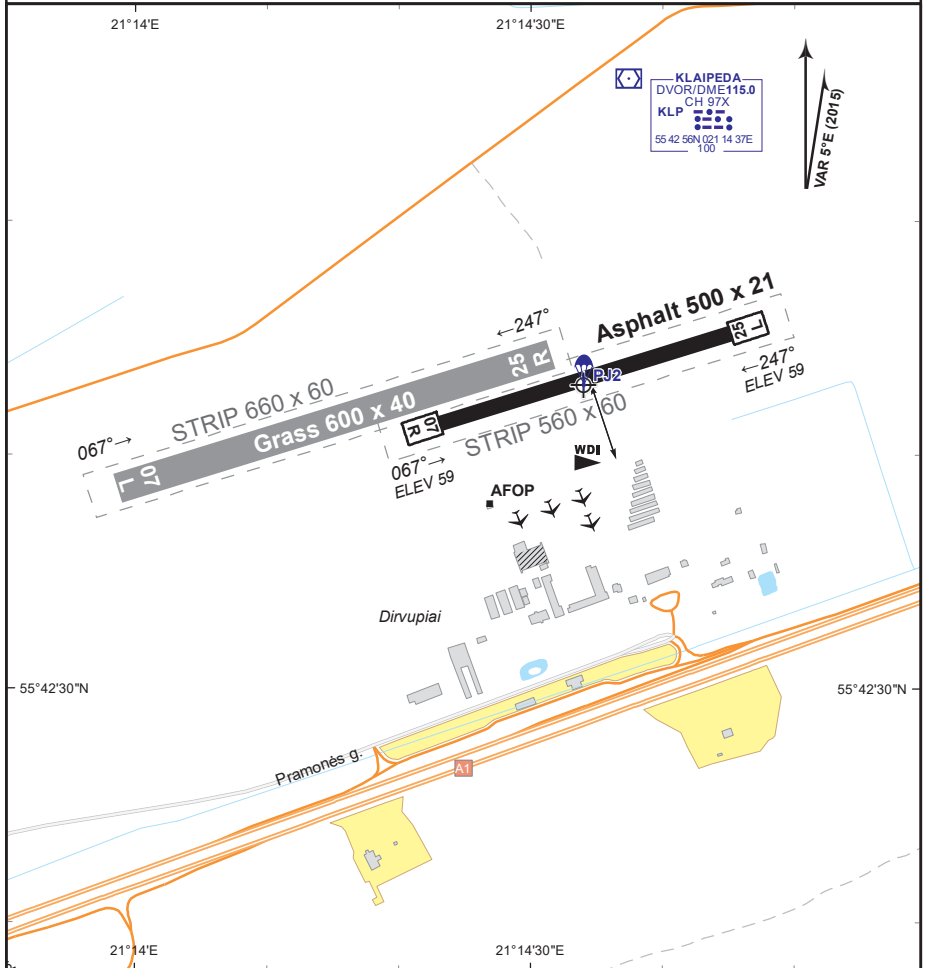 21°14'E
21°14'30"E
KLAIPEDA
DVOR/DME115.0
CH 97X
KLP
55 42 56N 021 14 37E
100
VAR 5°E (2015)
Asphalt 500 x 21
←247°
25
L
25
R
←247°
ELEV 59
PJ2
STRIP 660 x 60
Grass 600 x 40
STRIP 560 x 60
067°→
07
L
07
R
067°→
ELEV 59
WDI
AFOP
Dirvupiai
55°42'30"N
55°42'30"N
Pramonės g.
A1
21°14'E
21°14'30"E